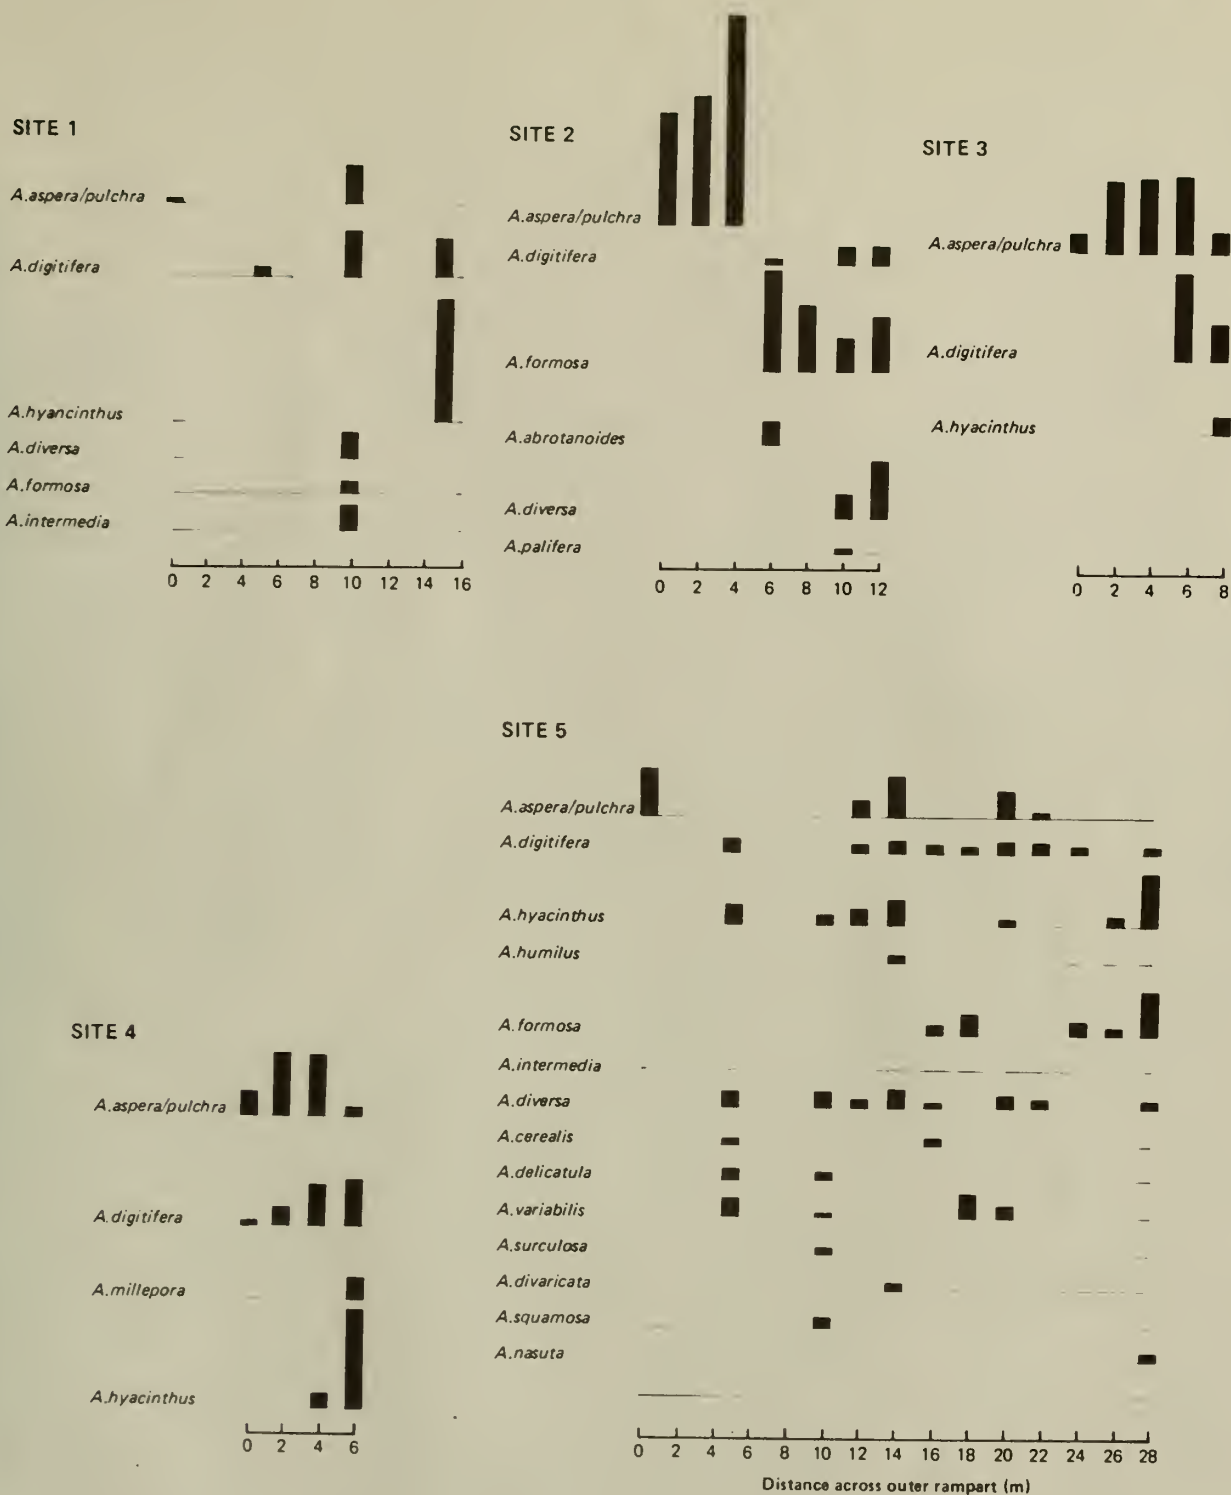 SITE 1
A.aspera/pulchra
A.digitifera
A.hyancinthus
A.diversa
A.formosa
A.intermedia
0 2 4 6 8 10 12 14 16
SITE 2
A.aspera/pulchra
A.digitifera
A.formosa
A.abrotanoides
A.diversa
A.palifera
0 2 4 6 8 10 12
SITE 3
A.aspera/pulchra
A.digitifera
A.hyacinthus
0 2 4 6 8
SITE 4
A.aspera/pulchra
A.digitifera
A.millepora
A.hyacinthus
0 2 4 6
SITE 5
A.aspera/pulchra
A.digitifera
A.hyacinthus
A.humilus
A.formosa
A.intermedia
A.diversa
A.cerealis
A.delicatula
A.variabilis
A.surculosa
A.divaricata
A.squamosa
A.nasuta
0 2 4 6 8 10 12 14 16 18 20 22 24 26 28
Distance across outer rampart (m)